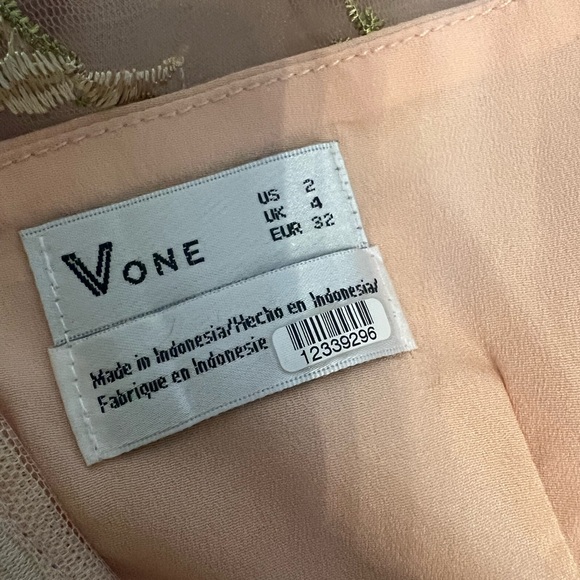 VONE
US 2
UK 4
EUR 32
Made in Indonesia/Hecho en Indonesia/
Fabrique en Indonesie
12339296